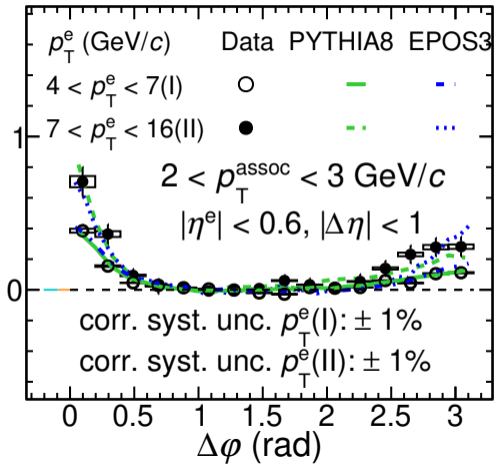 p_T^e (GeV/c) Data PYTHIA8 EPOS3
4 < p_T^e < 7(I)
7 < p_T^e < 16(II)
1
2 < p_T^assoc < 3 GeV/c
|η^e| < 0.6, |Δη| < 1
0
corr. syst. unc. p_T^e(I): ± 1%
corr. syst. unc. p_T^e(II): ± 1%
0 0.5 1 1.5 2 2.5 3
Δφ (rad)